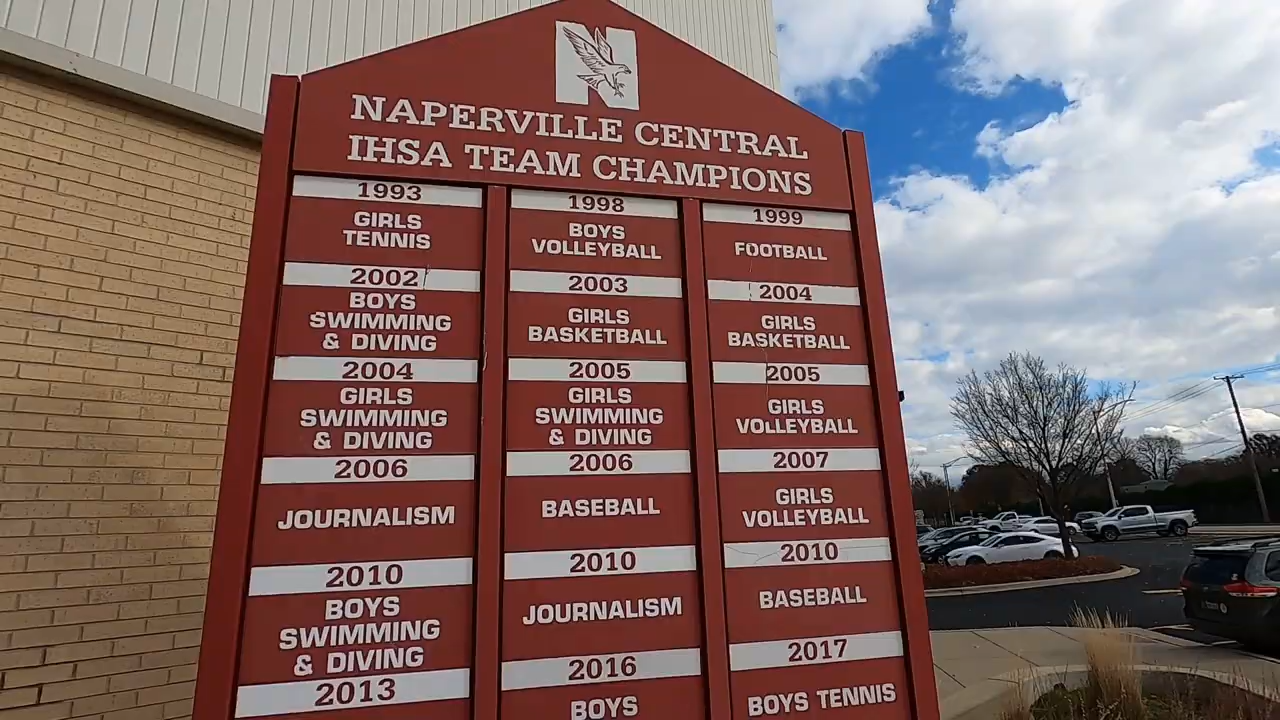 N
NAPERVILLE CENTRAL
IHSA TEAM CHAMPIONS
1993
GIRLS
TENNIS
1998
BOYS
VOLLEYBALL
1999
FOOTBALL
2002
BOYS
SWIMMING
& DIVING
2003
GIRLS
BASKETBALL
2004
GIRLS
BASKETBALL
2004
GIRLS
SWIMMING
& DIVING
2005
GIRLS
SWIMMING
& DIVING
2005
GIRLS
VOLLEYBALL
2006
JOURNALISM
2006
BASEBALL
2007
GIRLS
VOLLEYBALL
2010
BOYS
SWIMMING
& DIVING
2010
JOURNALISM
2010
BASEBALL
2013
2016
BOYS
2017
BOYS TENNIS